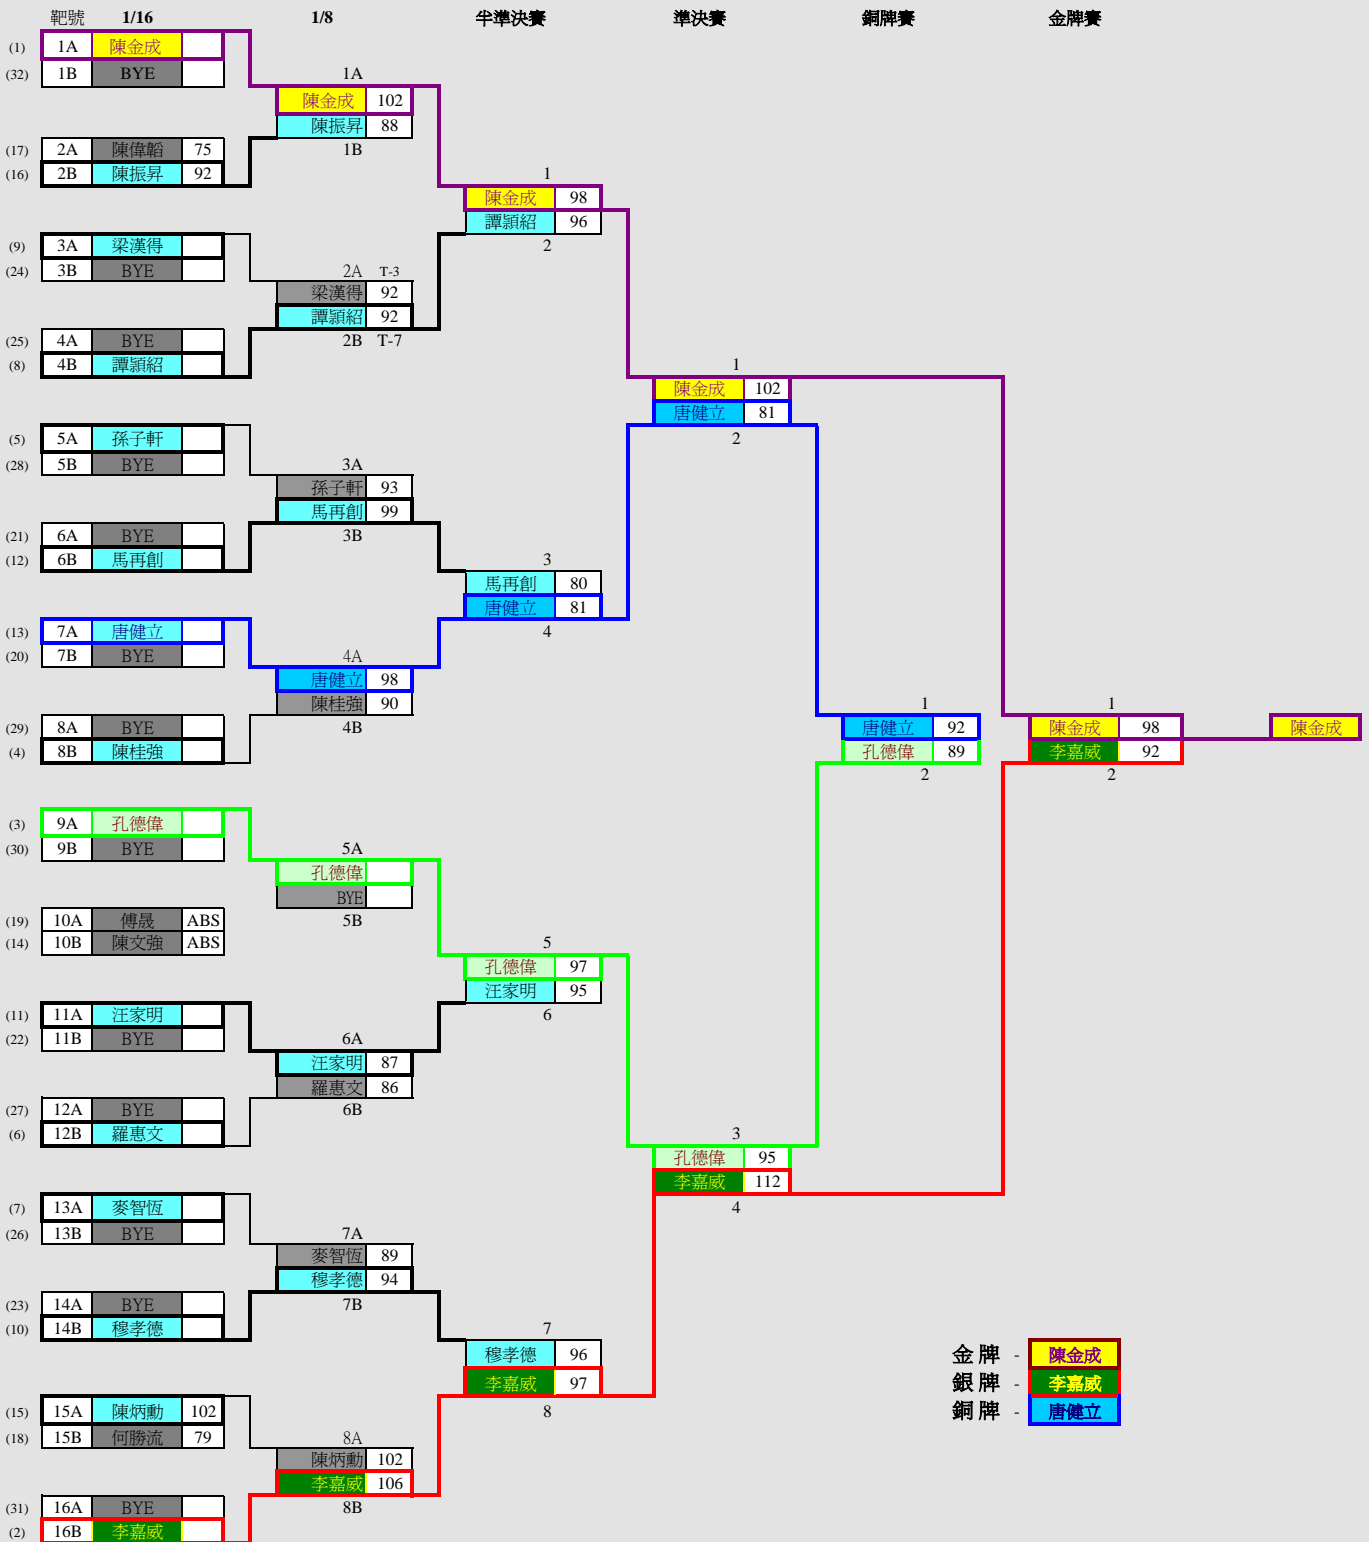 靶號 1/16 1/8 半準決賽 準決賽 銅牌賽 金牌賽
(1) 1A 陳金成
(32) 1B BYE 1A
陳金成 102
陳振昇 88
(17) 2A 陳偉韜 75 1B
(16) 2B 陳振昇 92 1
陳金成 98
譚顥紹 96
(9) 3A 梁漢得 2
(24) 3B BYE 2A T-3
梁漢得 92
譚顥紹 92
(25) 4A BYE 2B T-7
(8) 4B 譚顥紹 1
陳金成 102
唐健立 81
(5) 5A 孫子軒 2
(28) 5B BYE 3A
孫子軒 93
馬再創 99
(21) 6A BYE 3B
(12) 6B 馬再創 3
馬再創 80
唐健立 81
(13) 7A 唐健立 4
(20) 7B BYE 4A
唐健立 98
陳桂強 90 1 1
(29) 8A BYE 4B 唐健立 92 陳金成 98 陳金成
(4) 8B 陳桂強 孔德偉 89 李嘉威 92
2 2
(3) 9A 孔德偉
(30) 9B BYE 5A
孔德偉
BYE
(19) 10A 傅晟 ABS 5B
(14) 10B 陳文強 ABS 5
孔德偉 97
汪家明 95
(11) 11A 汪家明 6
(22) 11B BYE 6A
汪家明 87
羅惠文 86
(27) 12A BYE 6B
(6) 12B 羅惠文 3
孔德偉 95
李嘉威 112
(7) 13A 麥智恆 4
(26) 13B BYE 7A
麥智恆 89
穆孝德 94
(23) 14A BYE 7B
(10) 14B 穆孝德 7
穆孝德 96 金牌 - 陳金成
李嘉威 97 銀牌 - 李嘉威
(15) 15A 陳炳勳 102 8 銅牌 - 唐健立
(18) 15B 何勝流 79 8A
陳炳勳 102
李嘉威 106
(31) 16A BYE 8B
(2) 16B 李嘉威